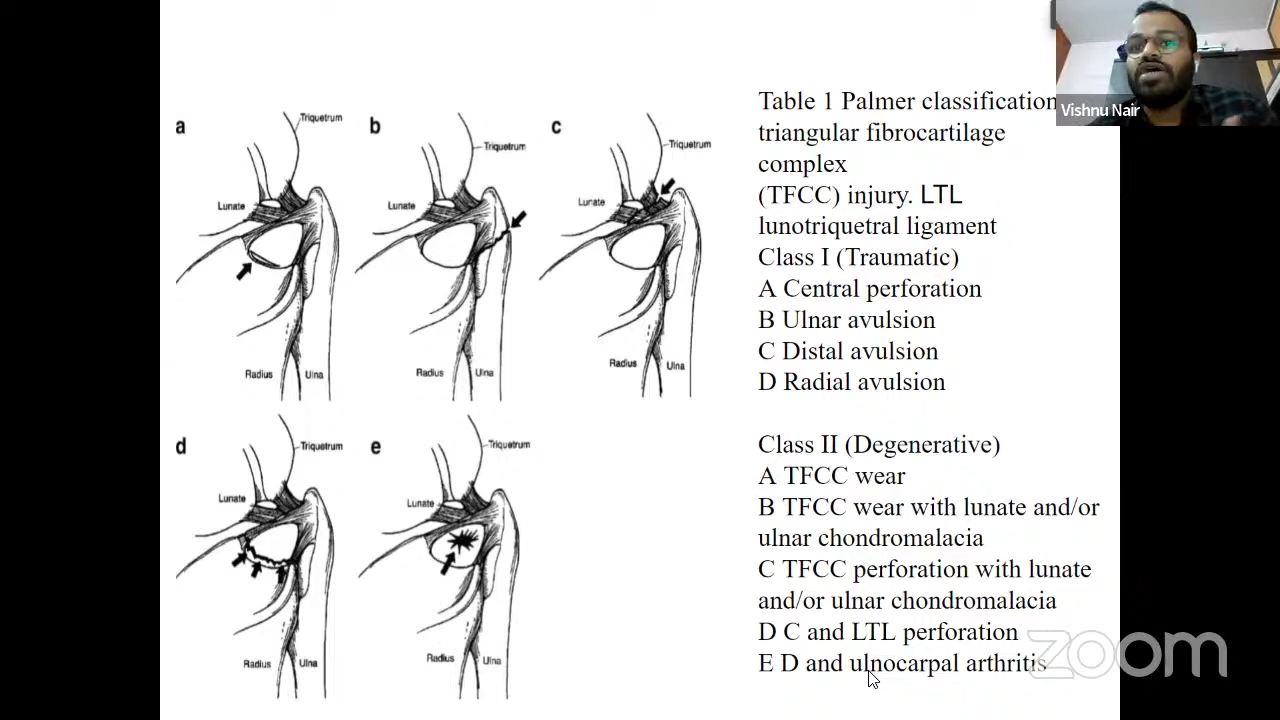 Vishnu Nair
a
Triquetrum
Lunate
Radius
Ulna
b
Triquetrum
Lunate
Radius
Ulna
c
Triquetrum
Lunate
Radius
Ulna
d
Triquetrum
Lunate
Radius
Ulna
e
Triquetrum
Lunate
Radius
Ulna
Table 1 Palmer classification
triangular fibrocartilage
complex
(TFCC) injury. LTL
lunotriquetral ligament
Class I (Traumatic)
A Central perforation
B Ulnar avulsion
C Distal avulsion
D Radial avulsion
Class II (Degenerative)
A TFCC wear
B TFCC wear with lunate and/or
ulnar chondromalacia
C TFCC perforation with lunate
and/or ulnar chondromalacia
D C and LTL perforation
E D and ulnocarpal arthritis
zoom